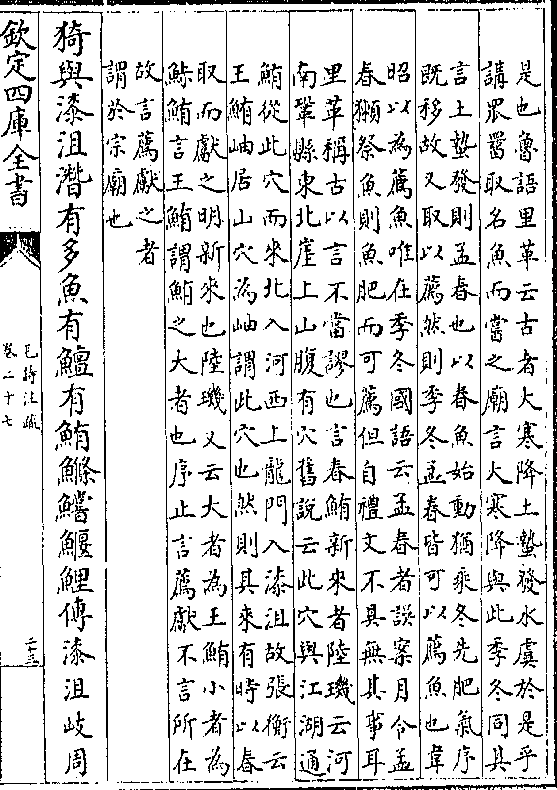 是也魯語里革云古者大寒降土蟄發水虞於是乎
講罛罶取名魚而嘗之廟言大寒降與此季冬同其
言土蟄發則孟春也以春魚始動猶乘冬先肥氣序
既移故又取以薦然則季冬孟春皆可以薦魚也韋
昭以為薦魚唯在季冬國語云孟春者誤案月令孟
春獺祭魚則魚肥而可薦但自禮文不具無其事耳
里革稱古以言不當謬也言春鮪新來者陸璣云河
南鞏縣東北崖上山腹有穴舊說云此穴與江湖通
鮪從此穴而來北入河西上龍門入漆沮故張衡云
王鮪岫居山穴為岫謂此穴也然則其來有時以春
取而獻之明新來也陸璣又云大者為王鮪小者為
鮛鮪言王鮪謂鮪之大者也序止言薦獻不言所在
故言薦獻之者
謂於宗廟也
猗與漆沮潛有多魚有鱣有鮪鰷鱨鰋鯉傳漆沮岐周
欽定四庫全書
毛詩注疏
卷二十七
二十三